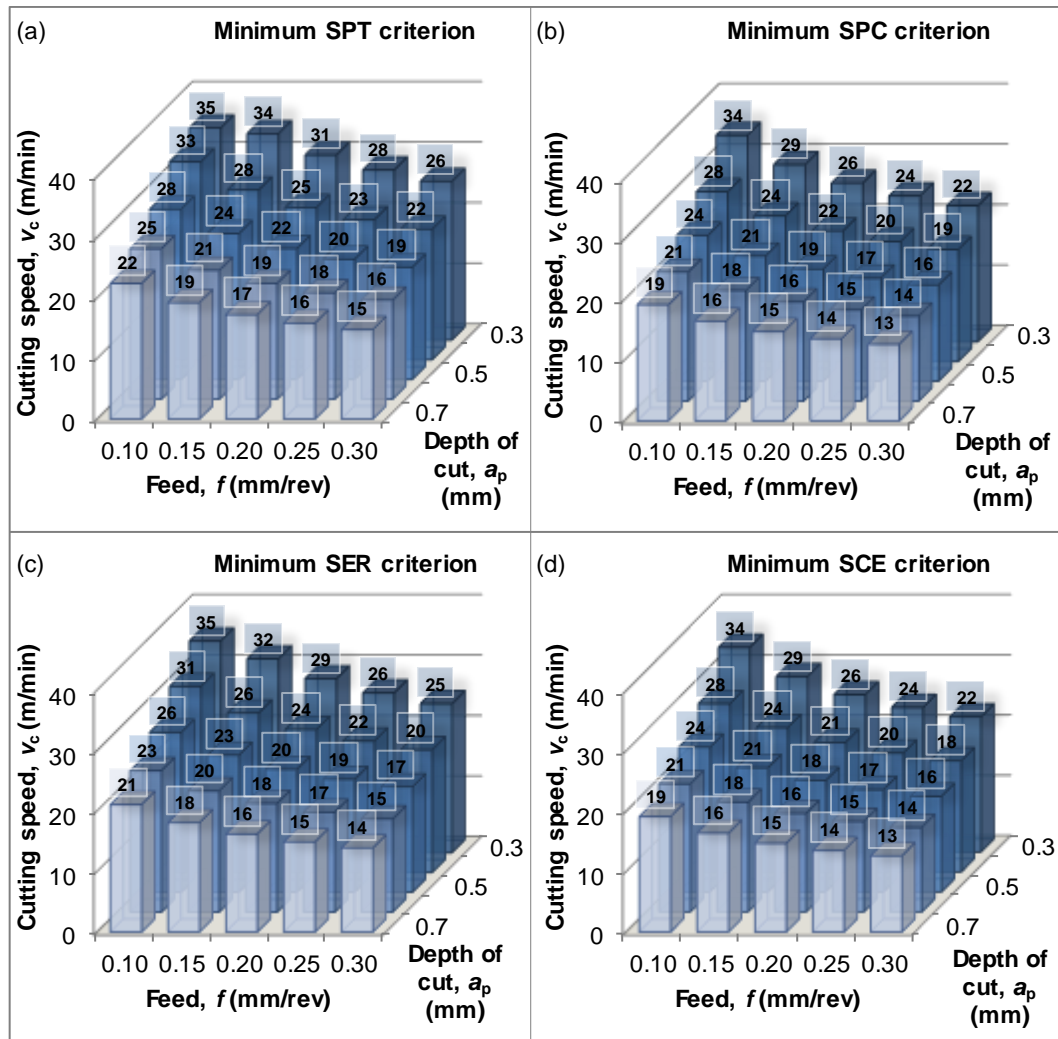 (a) Minimum SPT criterion
35 34 31 28 26
33 28 25 23 22
28 24 22 20 19
25 21 19 18 16
22 19 17 16 15
Cutting speed, vc (m/min)
40
30
20
10
0
0.10 0.15 0.20 0.25 0.30
Feed, f (mm/rev)
0.3
0.5
0.7
Depth of
cut, ap
(mm)
(b) Minimum SPC criterion
34 29 26 24 22
28 24 22 20 19
24 21 19 17 16
21 18 16 15 14
19 16 15 14 13
Cutting speed, vc (m/min)
40
30
20
10
0
0.10 0.15 0.20 0.25 0.30
Feed, f (mm/rev)
0.3
0.5
0.7
Depth of
cut, ap
(mm)
(c) Minimum SER criterion
35 32 29 26 25
31 26 24 22 20
26 23 20 19 17
23 20 18 17 15
21 18 16 15 14
Cutting speed, vc (m/min)
40
30
20
10
0
0.10 0.15 0.20 0.25 0.30
Feed, f (mm/rev)
0.3
0.5
0.7
Depth of
cut, ap
(mm)
(d) Minimum SCE criterion
34 29 26 24 22
28 24 21 20 18
24 21 18 17 16
21 18 16 15 14
19 16 15 14 13
Cutting speed, vc (m/min)
40
30
20
10
0
0.10 0.15 0.20 0.25 0.30
Feed, f (mm/rev)
0.3
0.5
0.7
Depth of
cut, ap
(mm)